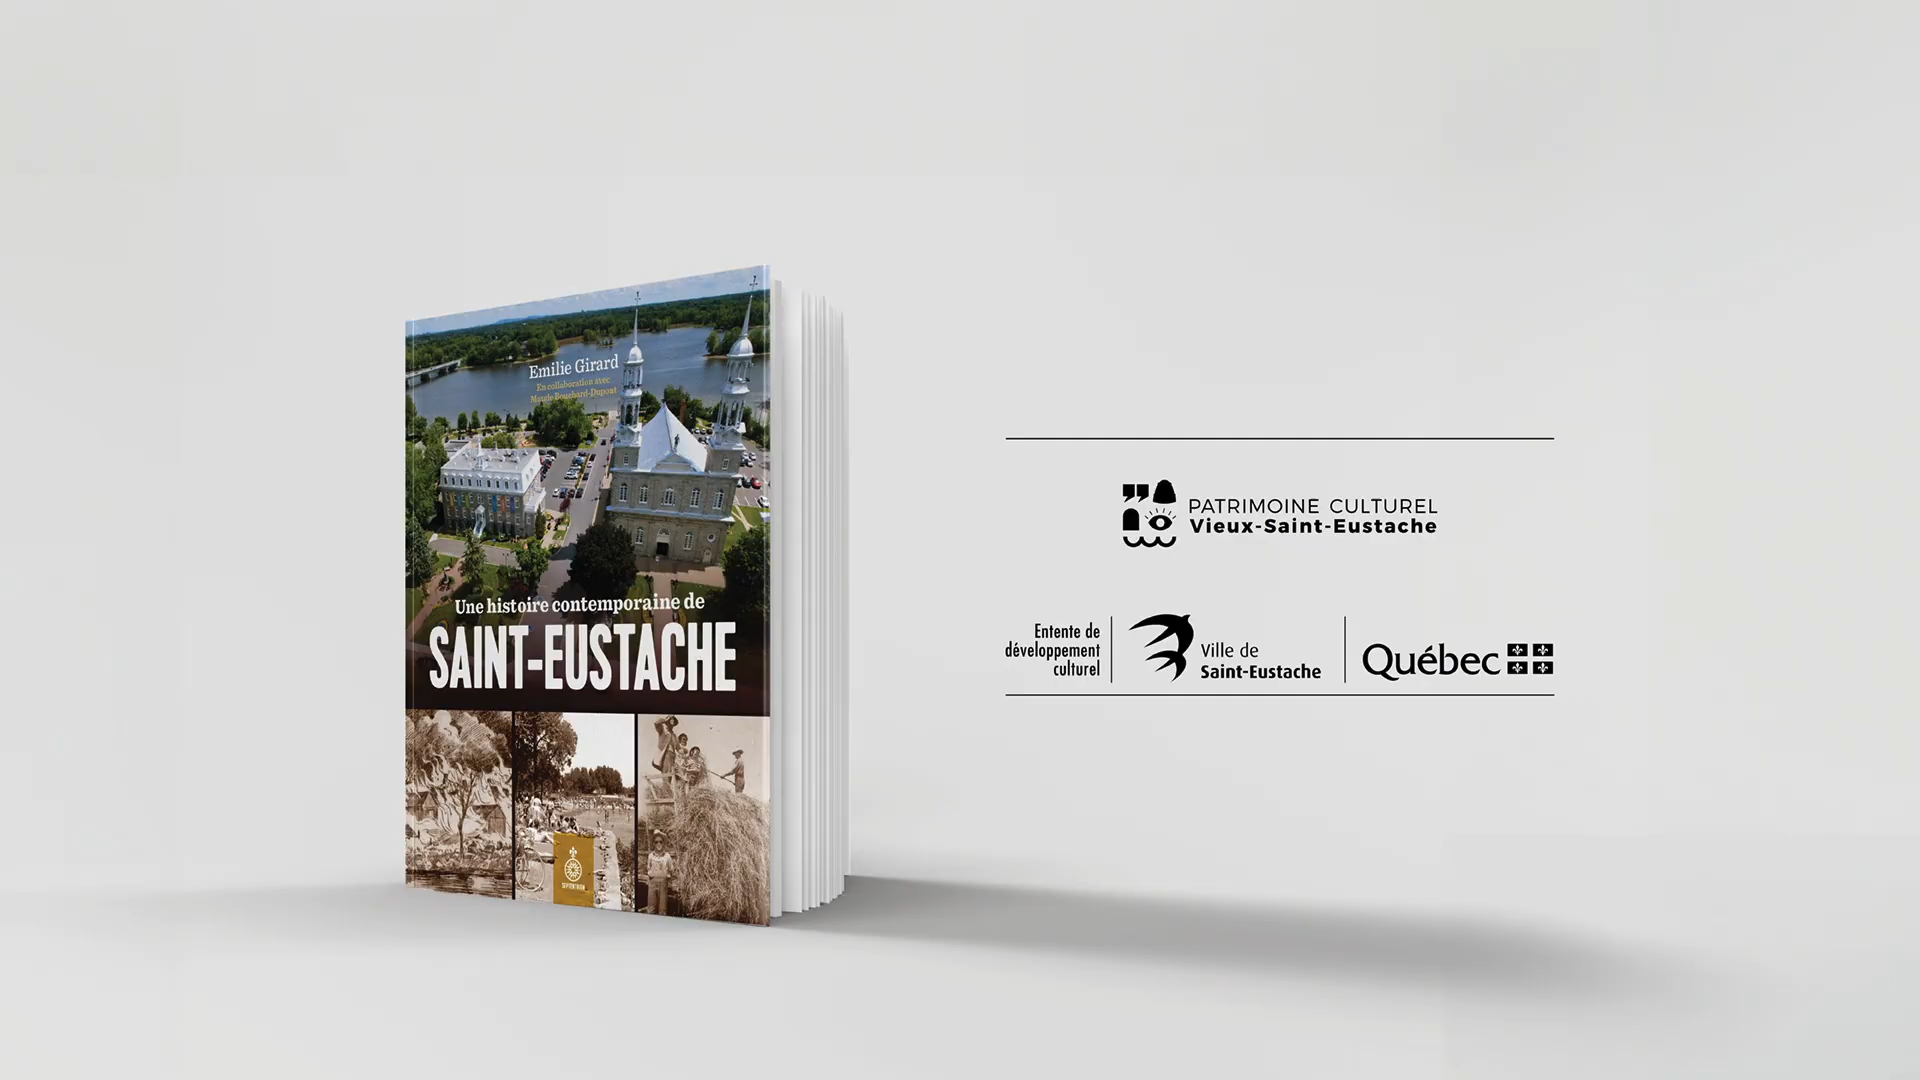 Emilie Girard
En collaboration avec
Maude Bouchard-Dupont
Une histoire contemporaine de
SAINT-EUSTACHE
SEPTENTRION
PATRIMOINE CULTUREL
Vieux-Saint-Eustache
Entente de
développement
culturel
Ville de
Saint-Eustache
Québec